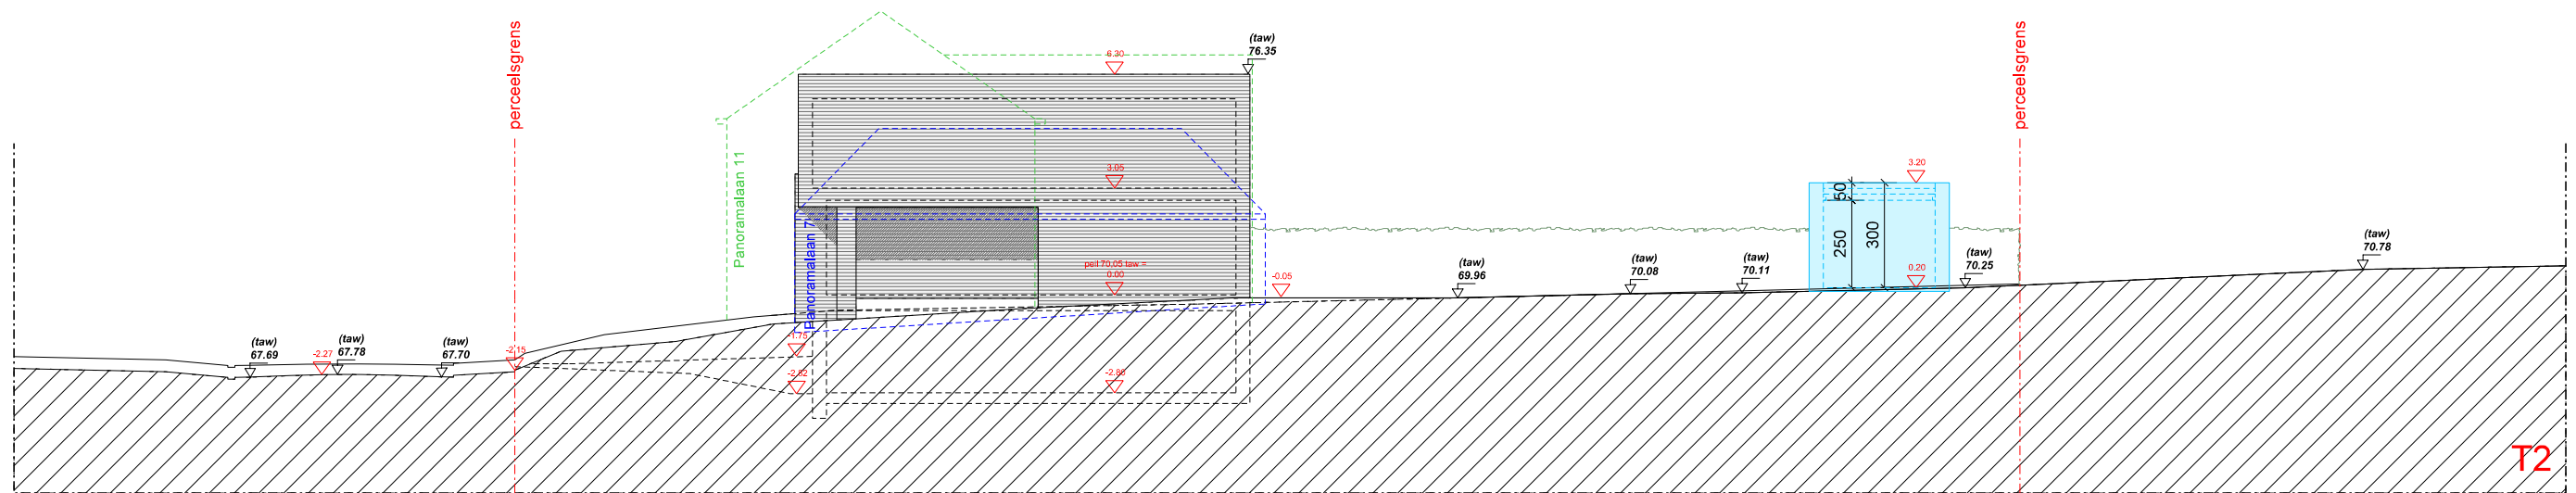 perceelsgrens
Panoramalaan 11
6.30
(taw)
76.35
perceelsgrens
3.05
3.20
50
250
300
Panoramalaan 7
peil 70.05 taw =
0.00
-0.05
(taw)
69.96
(taw)
70.08
(taw)
70.11
0.20
(taw)
70.25
(taw)
70.78
(taw)
67.69
-2.27
(taw)
67.78
(taw)
67.70
-2.15
-1.75
-2.52
-2.80
T2